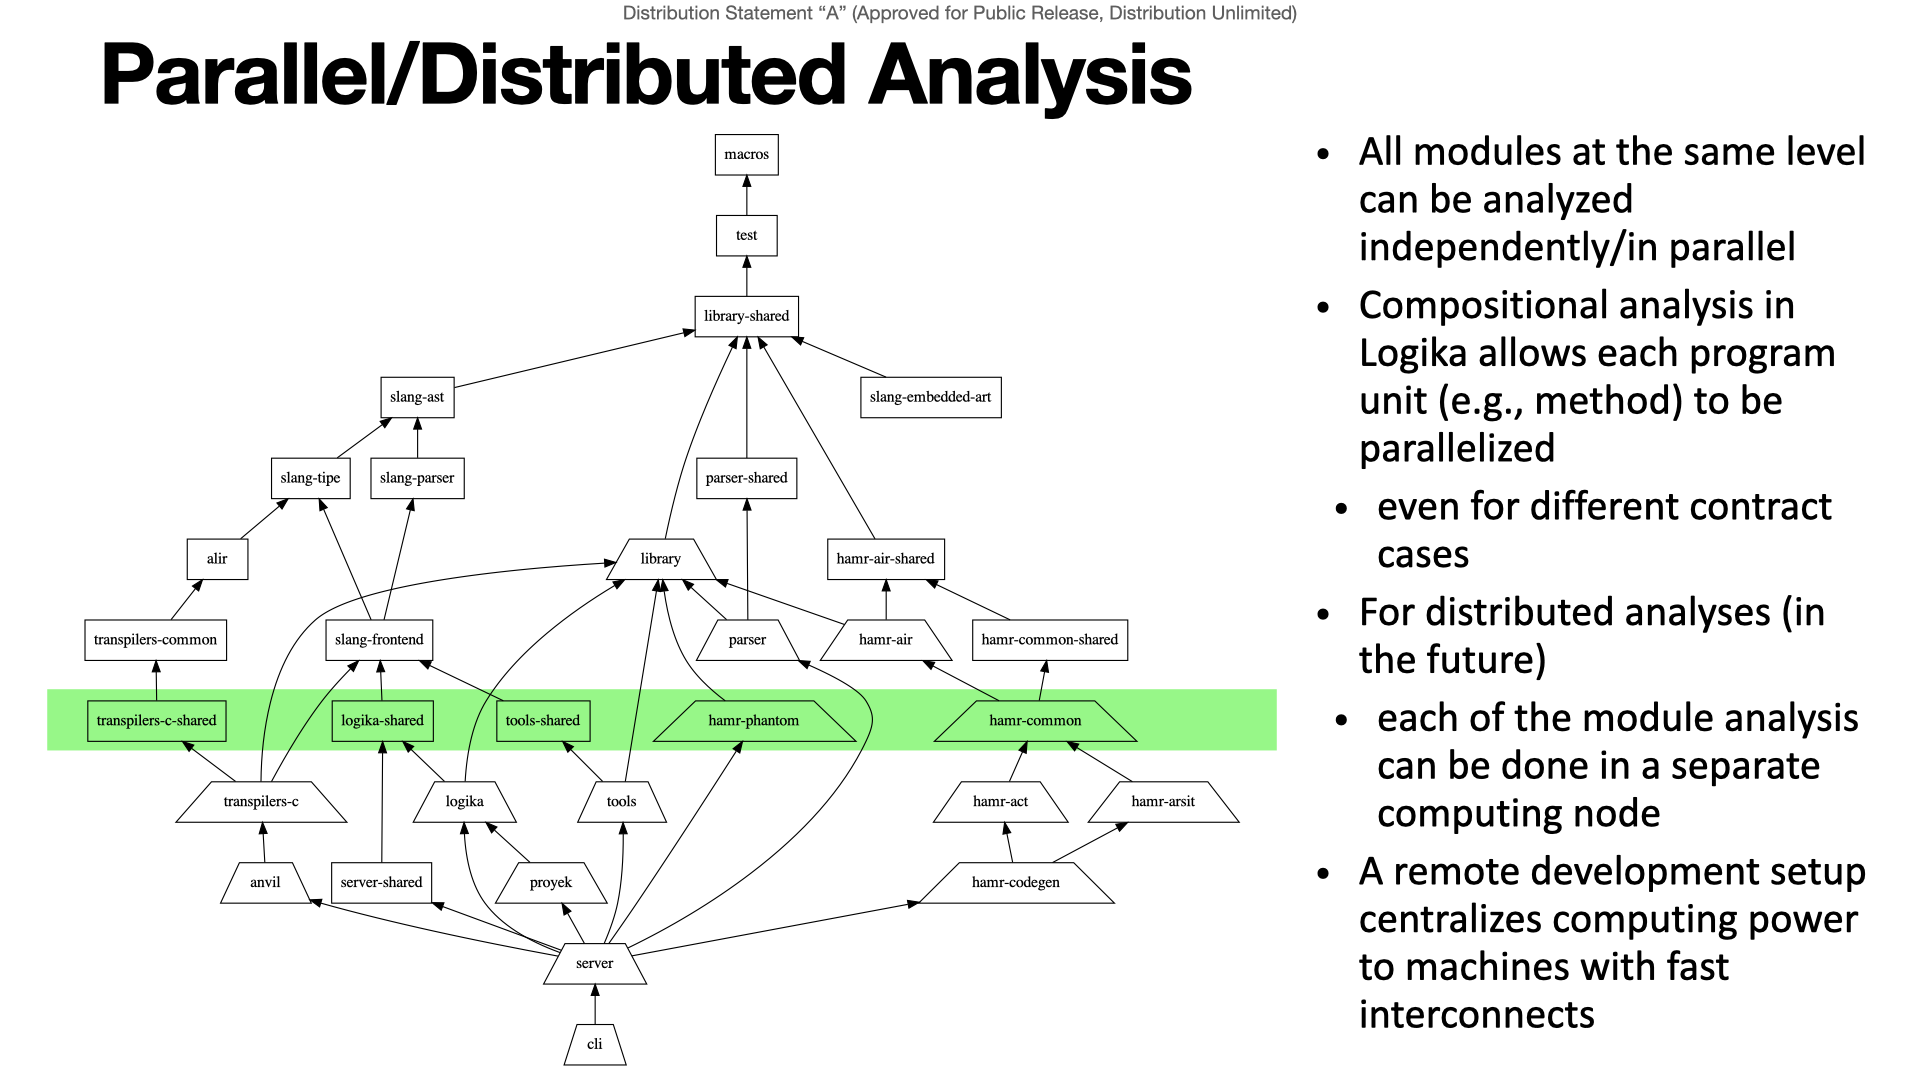 Distribution Statement “A” (Approved for Public Release, Distribution Unlimited)
Parallel/Distributed Analysis
macros
test
library-shared
slang-ast
slang-embedded-art
slang-tipe
slang-parser
parser-shared
alir
library
hamr-air-shared
transpilers-common
slang-frontend
parser
hamr-air
hamr-common-shared
transpilers-c-shared
logika-shared
tools-shared
hamr-phantom
hamr-common
transpilers-c
logika
tools
hamr-act
hamr-arsit
anvil
server-shared
proyek
hamr-codegen
server
cli
• All modules at the same level
can be analyzed
independently/in parallel
• Compositional analysis in
Logika allows each program
unit (e.g., method) to be
parallelized
• even for different contract
cases
• For distributed analyses (in
the future)
• each of the module analysis
can be done in a separate
computing node
• A remote development setup
centralizes computing power
to machines with fast
interconnects